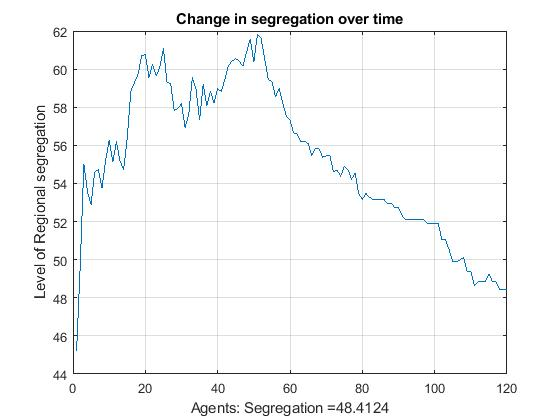 Change in segregation over time
Level of Regional segregation
62
60
58
56
54
52
50
48
46
44
0 20 40 60 80 100 120
Agents: Segregation =48.4124